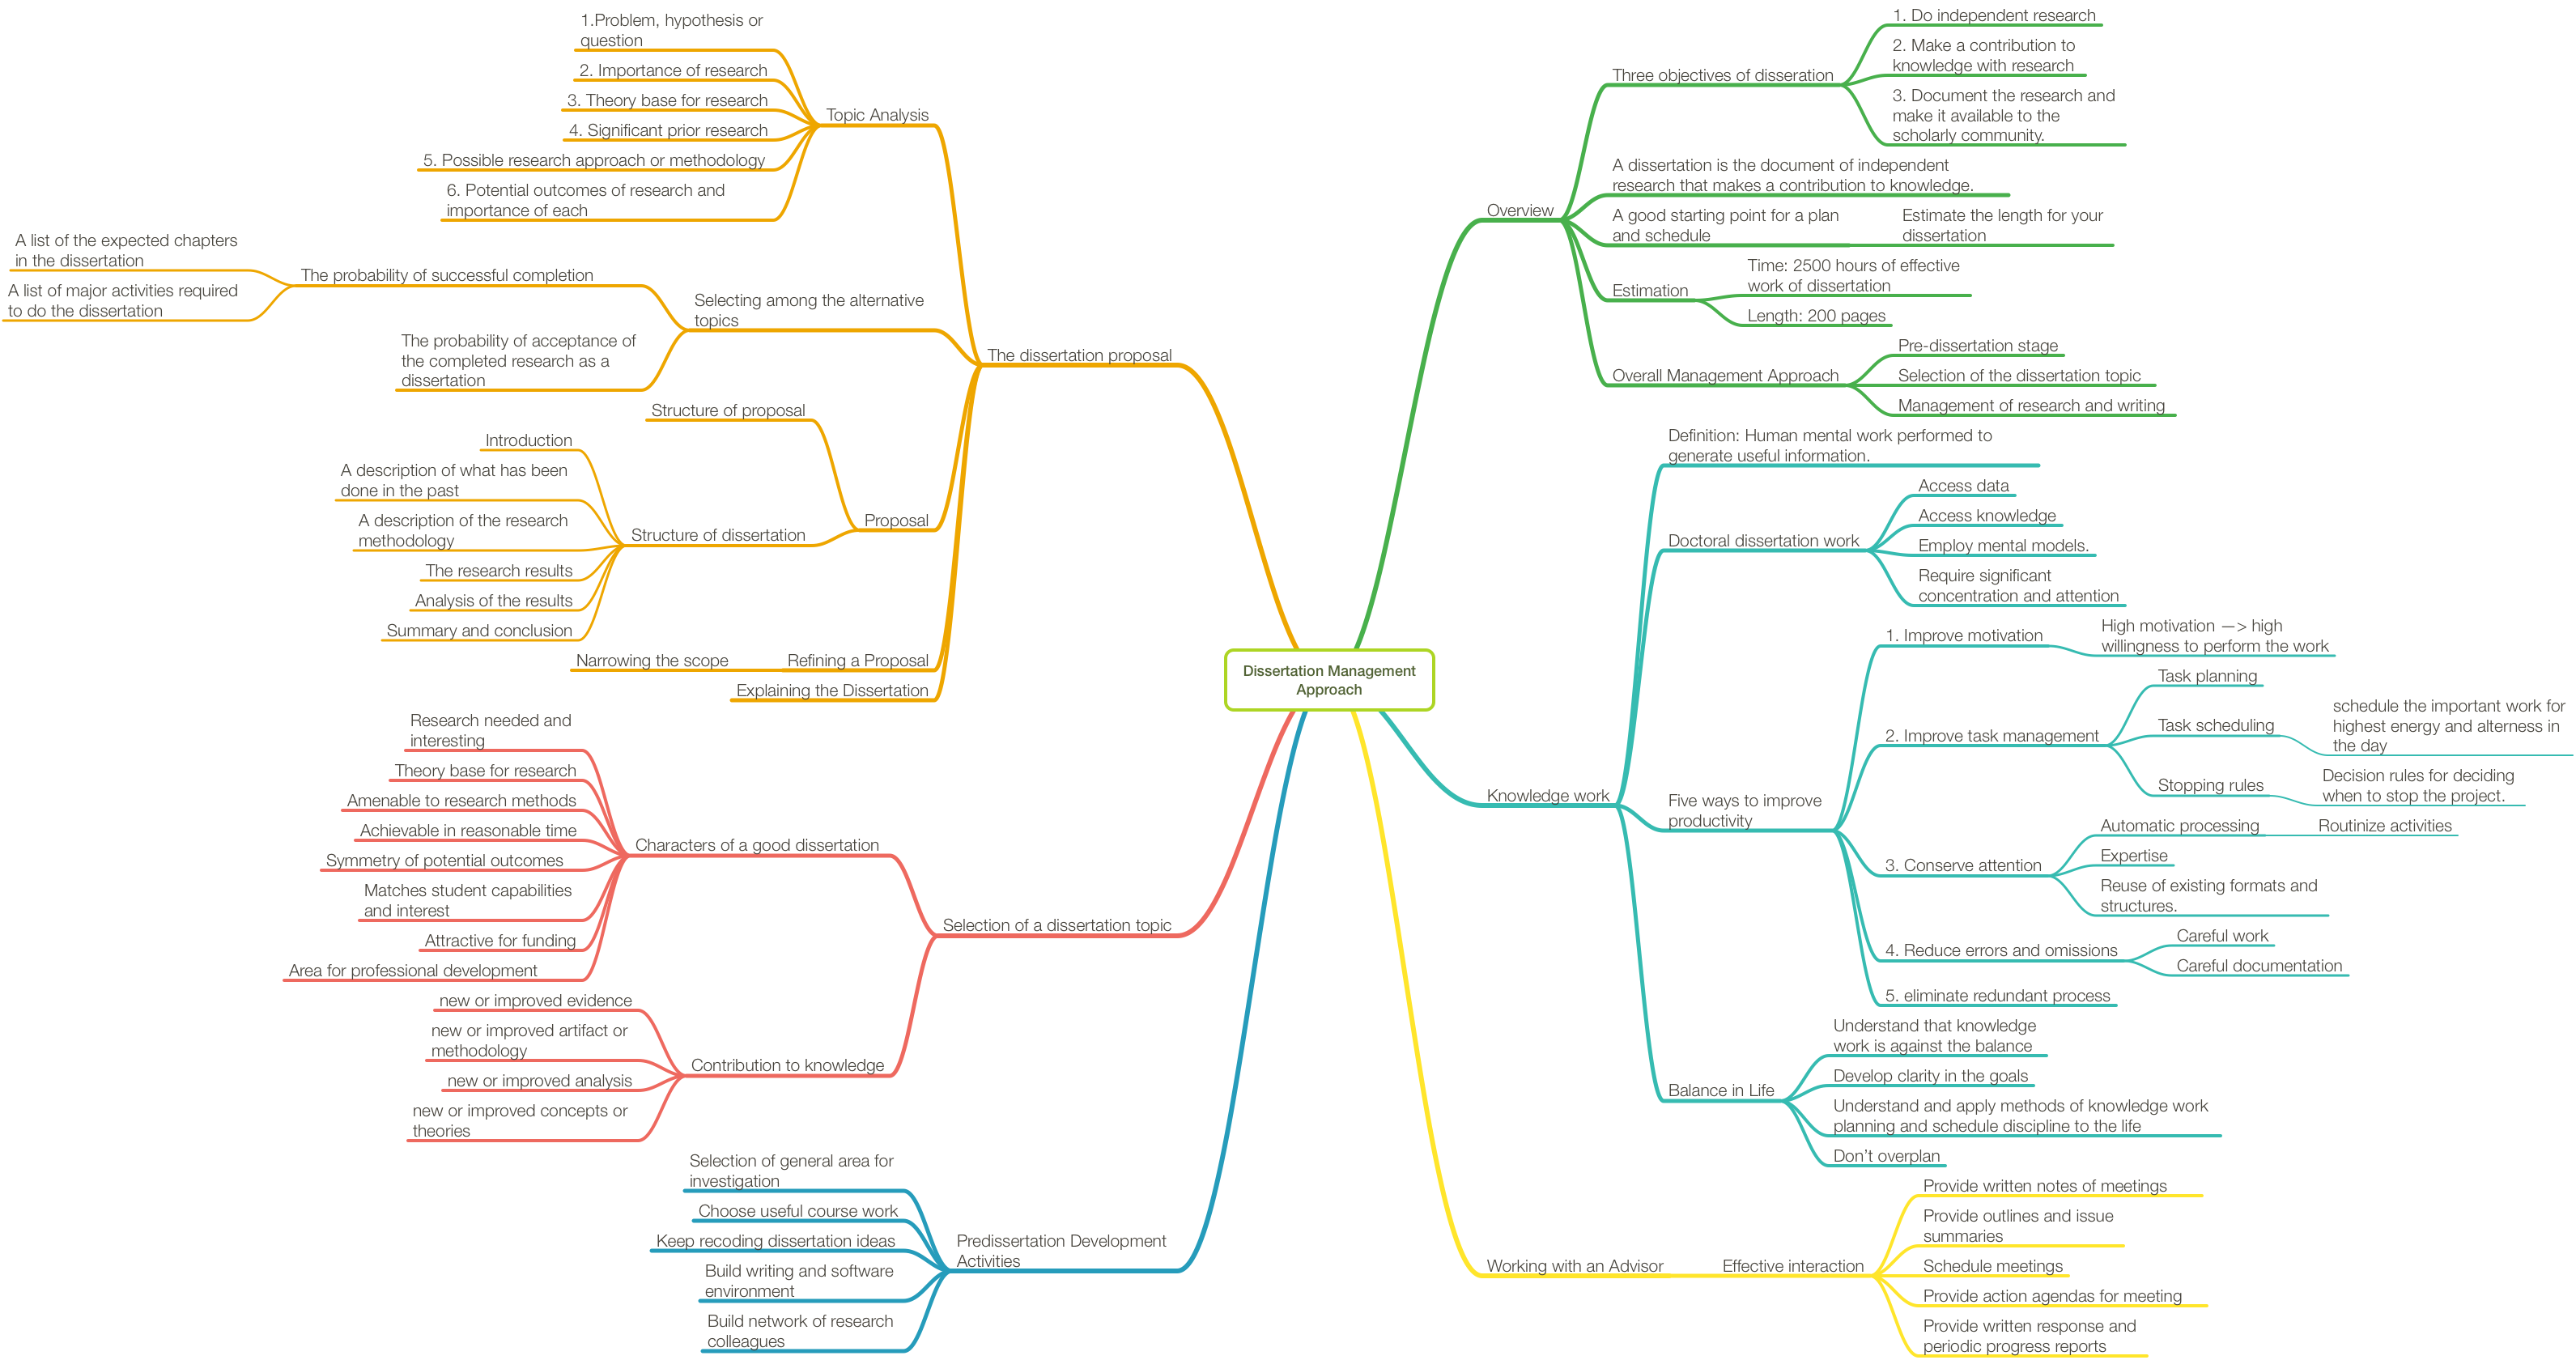 Dissertation Management
Approach
Overview
Three objectives of disseration
1. Do independent research
2. Make a contribution to
knowledge with research
3. Document the research and
make it available to the
scholarly community.
A dissertation is the document of independent
research that makes a contribution to knowledge.
A good starting point for a plan
and schedule
Estimate the length for your
dissertation
Estimation
Time: 2500 hours of effective
work of dissertation
Length: 200 pages
Overall Management Approach
Pre-dissertation stage
Selection of the dissertation topic
Management of research and writing
Knowledge work
Definition: Human mental work performed to
generate useful information.
Doctoral dissertation work
Access data
Access knowledge
Employ mental models.
Require significant
concentration and attention
Five ways to improve
productivity
1. Improve motivation
High motivation —> high
willingness to perform the work
2. Improve task management
Task planning
Task scheduling
schedule the important work for
highest energy and alterness in
the day
Stopping rules
Decision rules for deciding
when to stop the project.
3. Conserve attention
Automatic processing
Routinize activities
Expertise
Reuse of existing formats and
structures.
4. Reduce errors and omissions
Careful work
Careful documentation
5. eliminate redundant process
Balance in Life
Understand that knowledge
work is against the balance
Develop clarity in the goals
Understand and apply methods of knowledge work
planning and schedule discipline to the life
Don't overplan
Working with an Advisor
Effective interaction
Provide written notes of meetings
Provide outlines and issue
summaries
Schedule meetings
Provide action agendas for meeting
Provide written response and
periodic progress reports
The dissertation proposal
Topic Analysis
1.Problem, hypothesis or
question
2. Importance of research
3. Theory base for research
4. Significant prior research
5. Possible research approach or methodology
6. Potential outcomes of research and
importance of each
Selecting among the alternative
topics
The probability of successful completion
A list of the expected chapters
in the dissertation
A list of major activities required
to do the dissertation
The probability of acceptance of
the completed research as a
dissertation
Proposal
Structure of proposal
Structure of dissertation
Introduction
A description of what has been
done in the past
A description of the research
methodology
The research results
Analysis of the results
Summary and conclusion
Refining a Proposal
Narrowing the scope
Explaining the Dissertation
Selection of a dissertation topic
Characters of a good dissertation
Research needed and
interesting
Theory base for research
Amenable to research methods
Achievable in reasonable time
Symmetry of potential outcomes
Matches student capabilities
and interest
Attractive for funding
Area for professional development
Contribution to knowledge
new or improved evidence
new or improved artifact or
methodology
new or improved analysis
new or improved concepts or
theories
Predissertation Development
Activities
Selection of general area for
investigation
Choose useful course work
Keep recoding dissertation ideas
Build writing and software
environment
Build network of research
colleagues